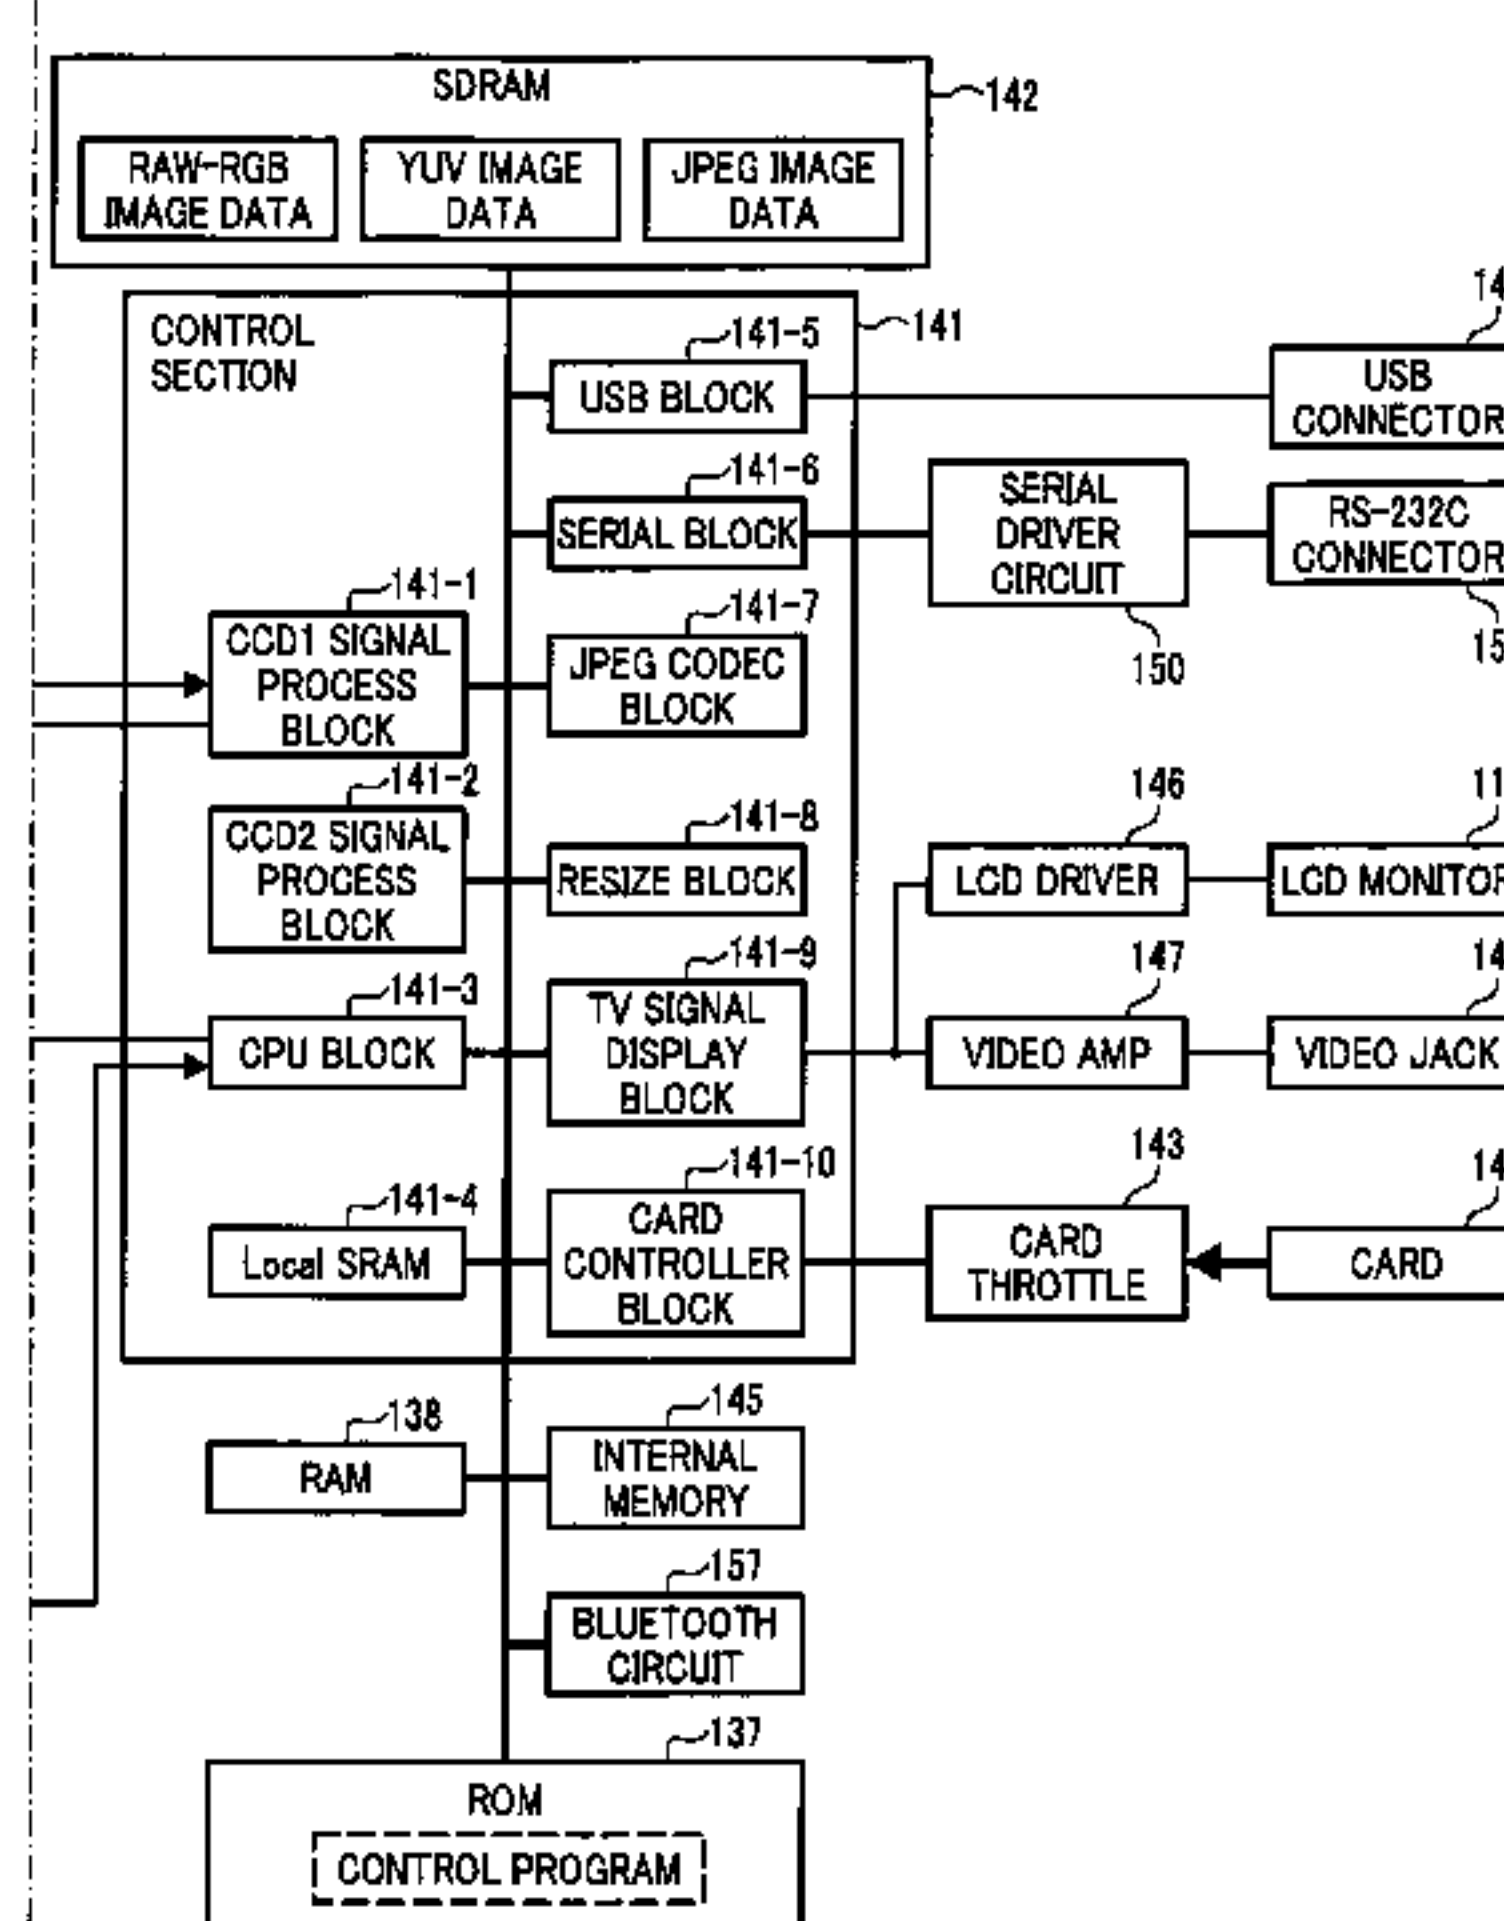 SDRAM
142
RAW-RGB
IMAGE DATA
YUV IMAGE
DATA
JPEG IMAGE
DATA
CONTROL
SECTION
141
141-5
USB BLOCK
14
USB
CONNECTOR
141-6
SERIAL BLOCK
SERIAL
DRIVER
CIRCUIT
150
RS-232C
CONNECTOR
15
141-1
CCD1 SIGNAL
PROCESS
BLOCK
141-7
JPEG CODEC
BLOCK
141-2
CCD2 SIGNAL
PROCESS
BLOCK
141-8
RESIZE BLOCK
146
LCD DRIVER
11
LCD MONITOR
141-3
CPU BLOCK
141-9
TV SIGNAL
DISPLAY
BLOCK
147
VIDEO AMP
14
VIDEO JACK
141-4
Local SRAM
141-10
CARD
CONTROLLER
BLOCK
143
CARD
THROTTLE
14
CARD
138
RAM
145
INTERNAL
MEMORY
157
BLUETOOTH
CIRCUIT
137
ROM
CONTROL PROGRAM